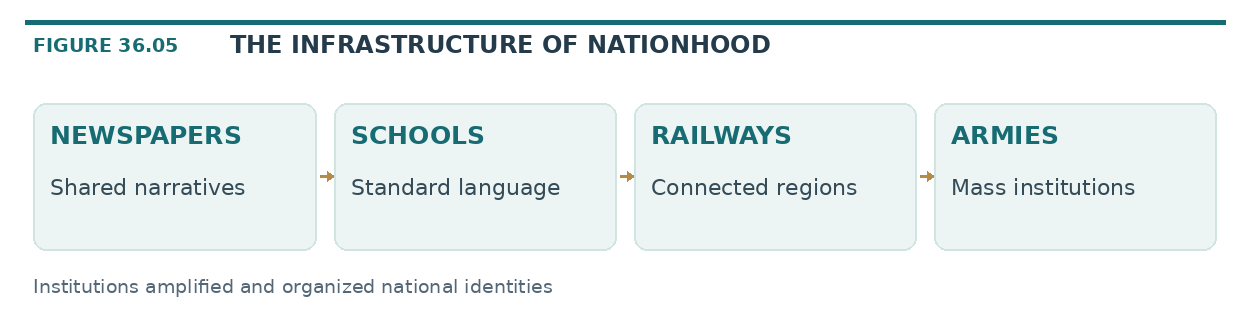 FIGURE 36.05 THE INFRASTRUCTURE OF NATIONHOOD
NEWSPAPERS
Shared narratives
SCHOOLS
Standard language
RAILWAYS
Connected regions
ARMIES
Mass institutions
Institutions amplified and organized national identities